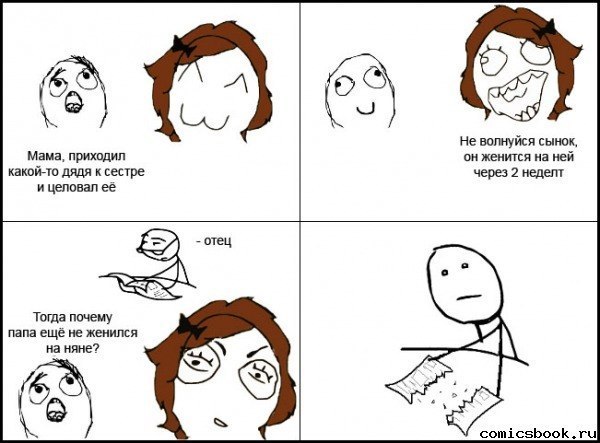 Мама, приходил
какой-то дядя к сестре
и целовал её
Не волнуйся сынок,
он женится на ней
через 2 неделт
- отец
Тогда почему
папа ещё не женился
на няне?
comicsbook.ru